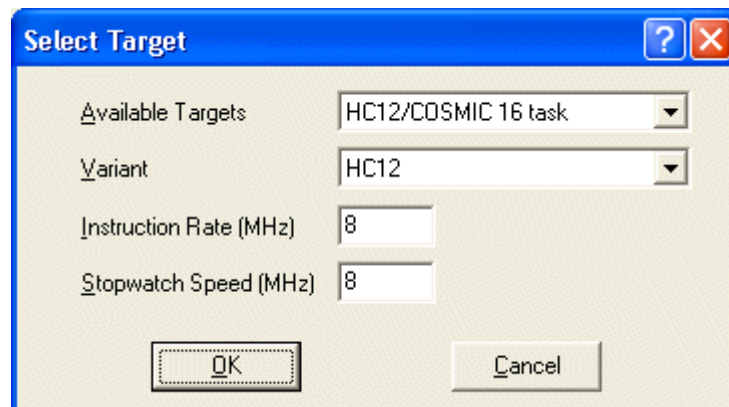 Select Target
Available Targets HC12/COSMIC 16 task
Variant HC12
Instruction Rate (MHz) 8
Stopwatch Speed (MHz) 8
OK Cancel